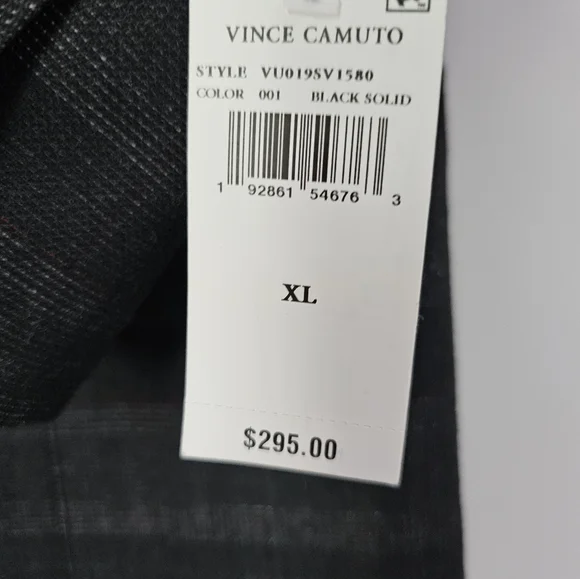 VINCE CAMUTO
STYLE VU019SV1580
COLOR 001 BLACK SOLID
1 92861 54676 3
XL
$295.00